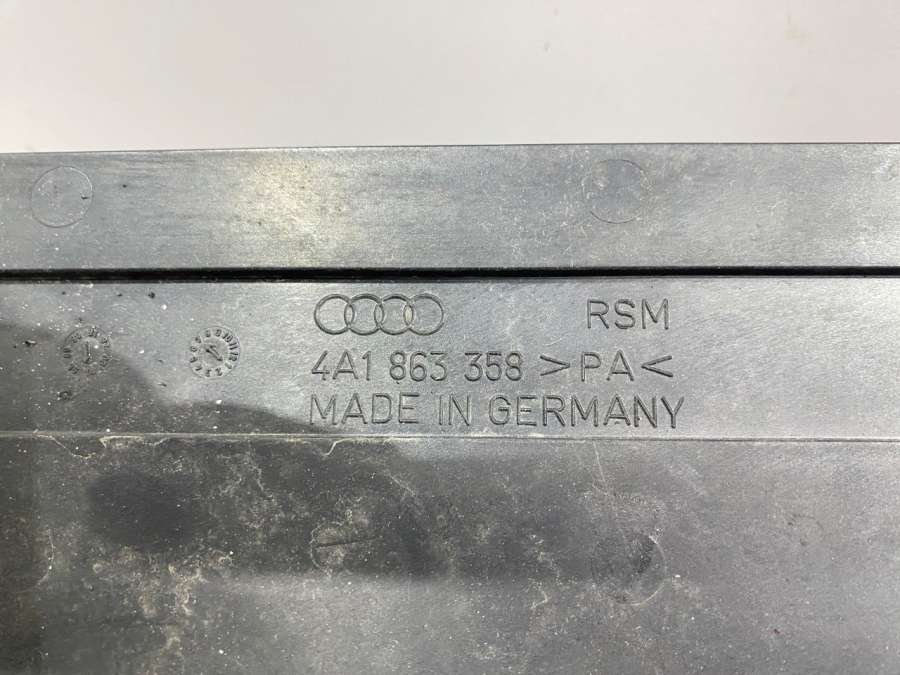 RSM
4A1 863 358 >PA<
MADE IN GERMANY